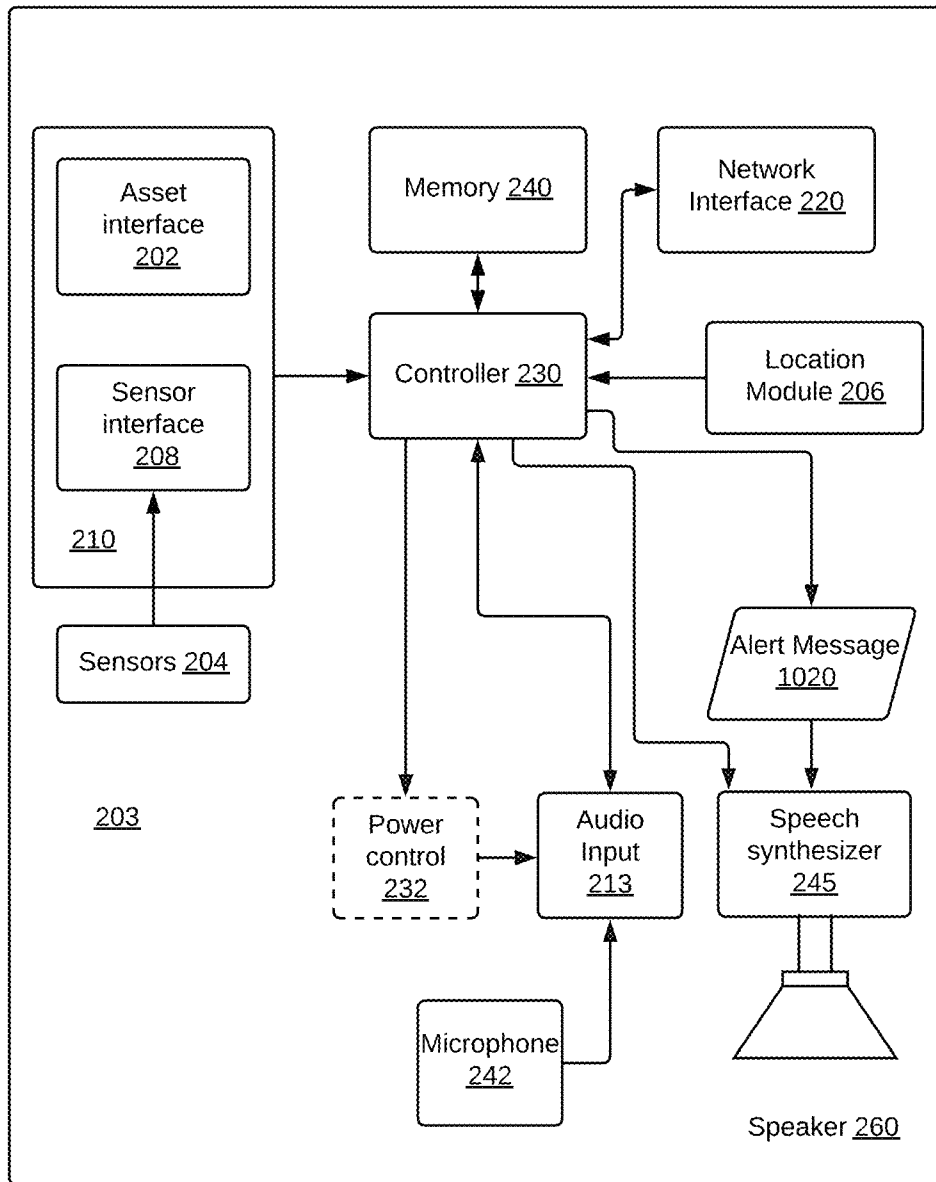 Asset
interface
202
Memory 240
Network
Interface 220
Sensor
interface
208
Controller 230
Location
Module 206
210
Sensors 204
Alert Message
1020
203
Power
control
232
Audio
Input
213
Speech
synthesizer
245
Microphone
242
Speaker 260